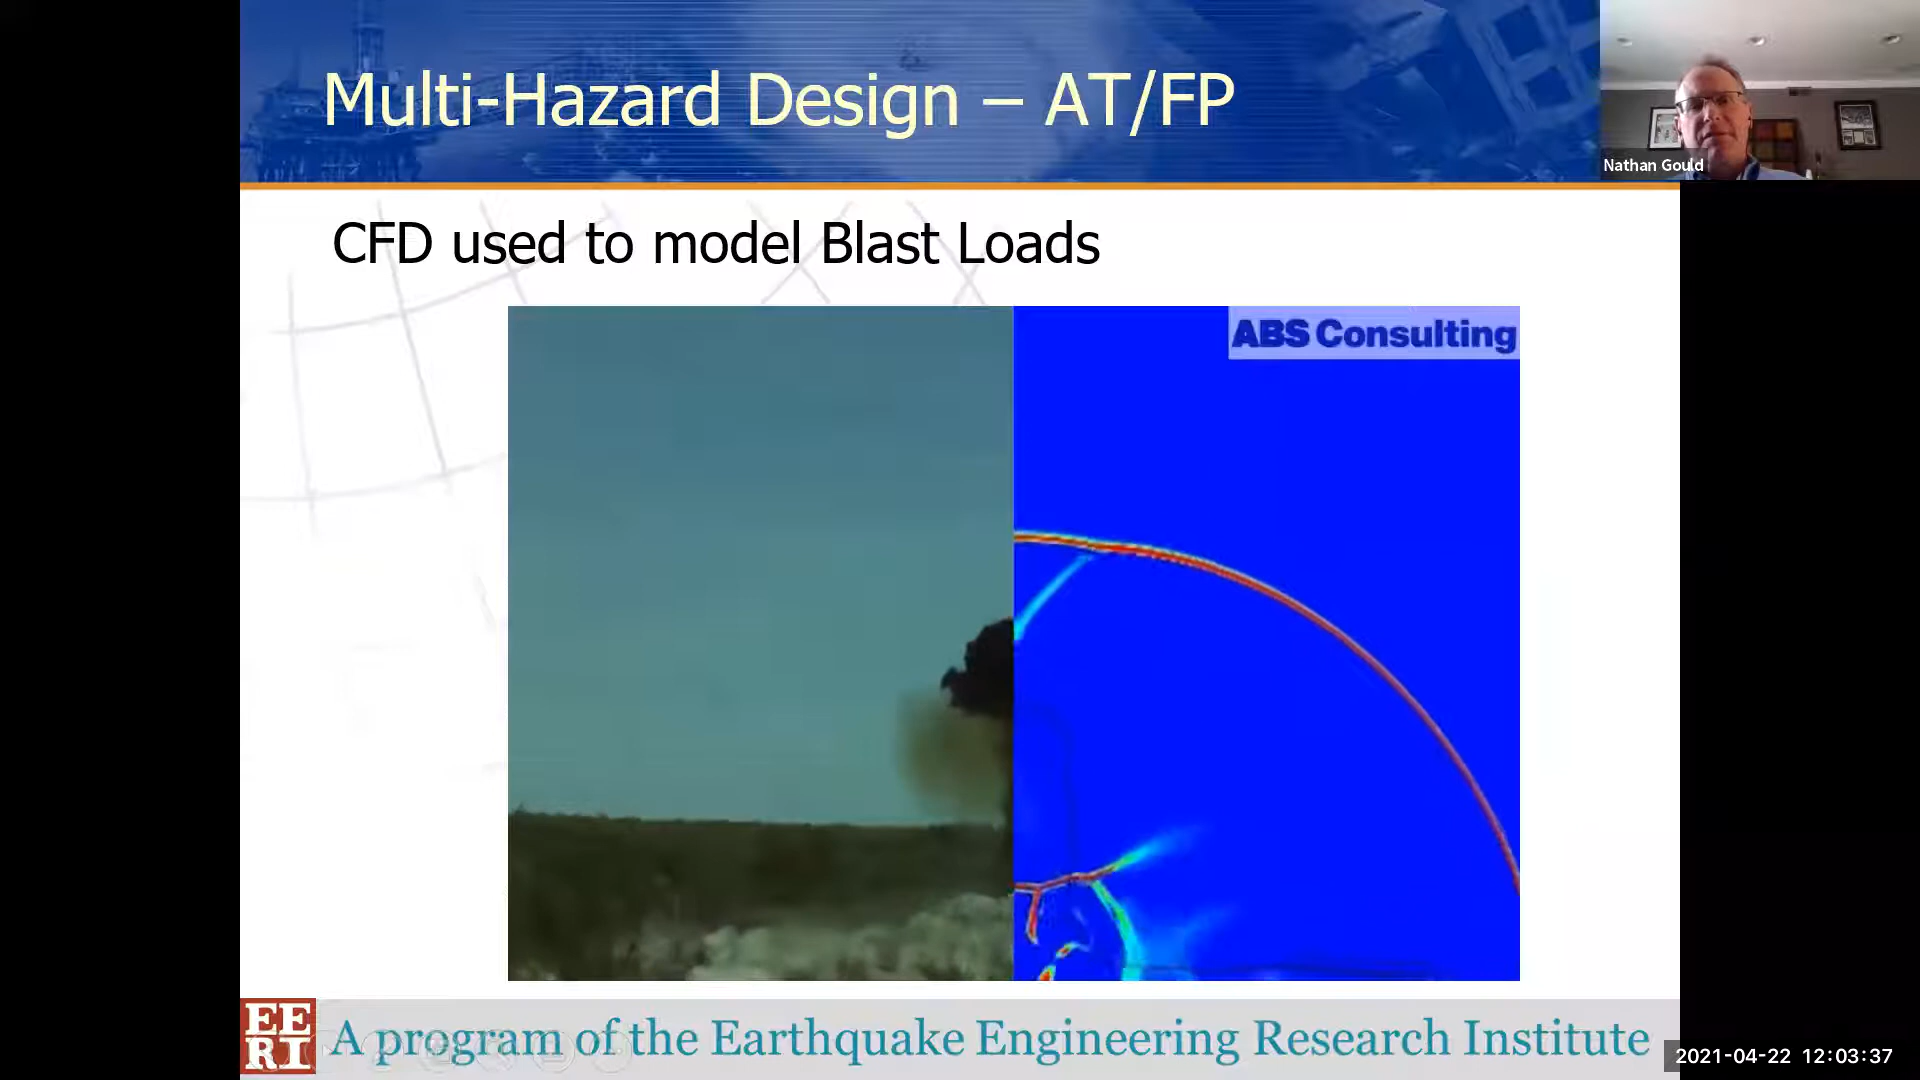 Multi-Hazard Design – AT/FP
Nathan Gould
CFD used to model Blast Loads
ABS Consulting
EE
RI
A program of the Earthquake Engineering Research Institute
2021-04-22 12:03:37